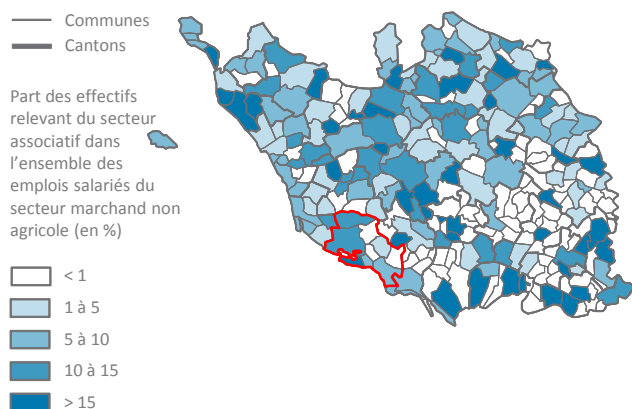 Communes
Cantons
Part des effectifs
relevant du secteur
associatif dans
l'ensemble des
emplois salariés du
secteur marchand non
agricole (en %)
< 1
1 à 5
5 à 10
10 à 15
> 15